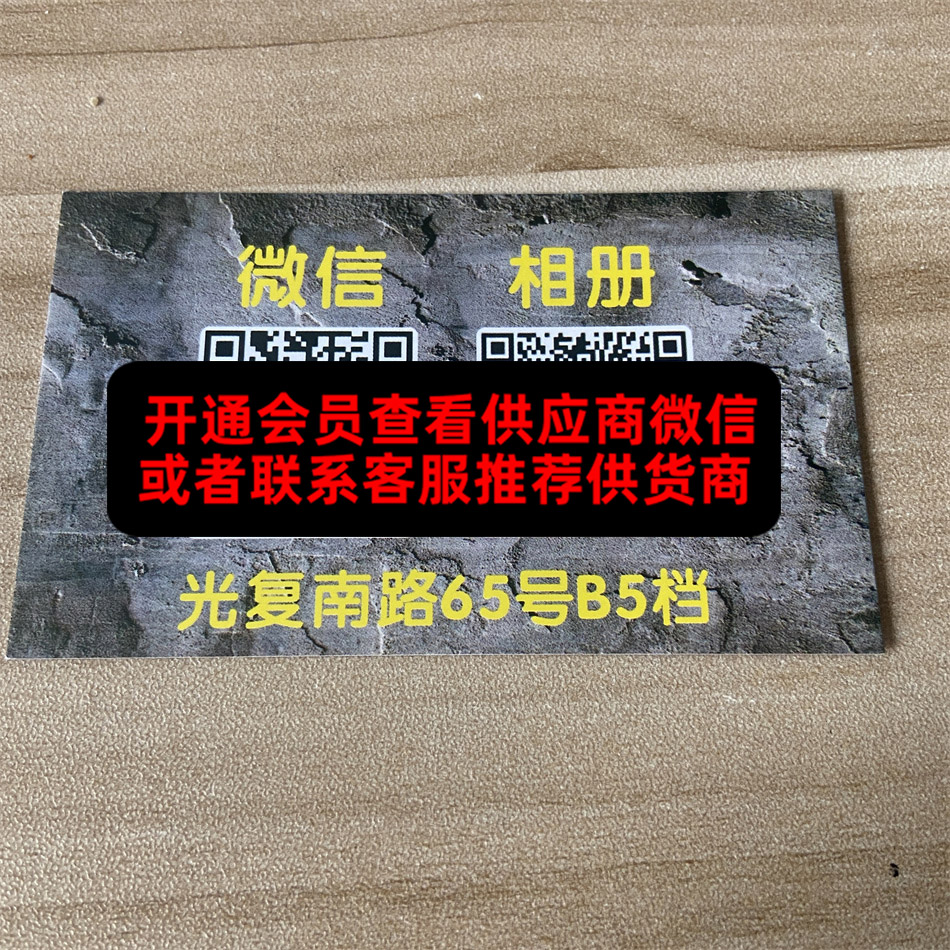 微信 相册
开通会员查看供应商微信
或者联系客服推荐供货商
光复南路65号B5档